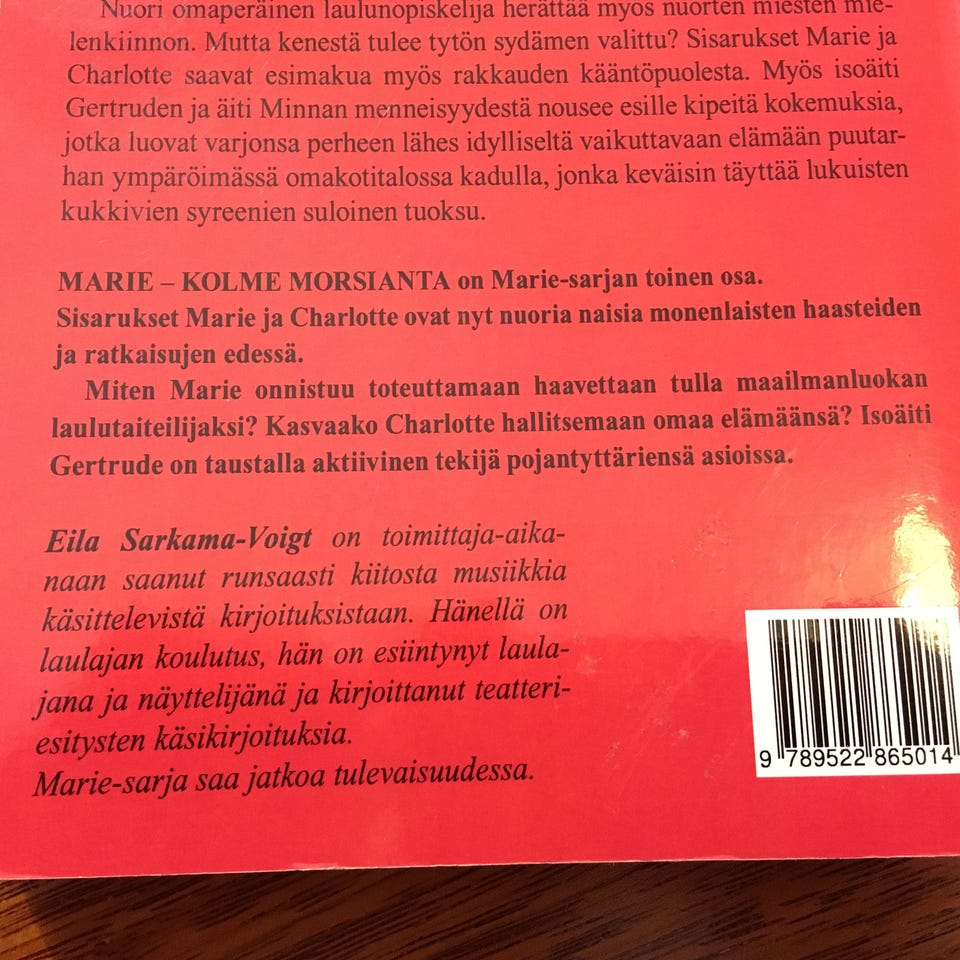 Nuori omaperäinen laulunopiskelija herättää myös nuorten miesten mie-
lenkiinnon. Mutta kenestä tulee tytön sydämen valittu? Sisarukset Marie ja
Charlotte saavat esimakua myös rakkauden kääntöpuolesta. Myös isoäiti
Gertruden ja äiti Minnan menneisyydestä nousee esille kipeitä kokemuksia,
jotka luovat varjonsa perheen lähes idylliseltä vaikuttavaan elämään puutar-
han ympäröimässä omakotitalossa kadulla, jonka keväisin täyttää lukuisten
kukkivien syreenien suloinen tuoksu.
MARIE – KOLME MORSIANTA on Marie-sarjan toinen osa.
Sisarukset Marie ja Charlotte ovat nyt nuoria naisia monenlaisten haasteiden
ja ratkaisujen edessä.
Miten Marie onnistuu toteuttamaan haavettaan tulla maailmanluokan
laulutaiteilijaksi? Kasvaako Charlotte hallitsemaan omaa elämäänsä? Isoäiti
Gertrude on taustalla aktiivinen tekijä pojantyttäriensä asioissa.
Eila Sarkama-Voigt on toimittaja-aika-
naan saanut runsaasti kiitosta musiikkia
käsittelevistä kirjoituksistaan. Hänellä on
laulajan koulutus, hän on esiintynyt laula-
jana ja näyttelijänä ja kirjoittanut teatteri-
esitysten käsikirjoituksia.
Marie-sarja saa jatkoa tulevaisuudessa.
9 789522 865014